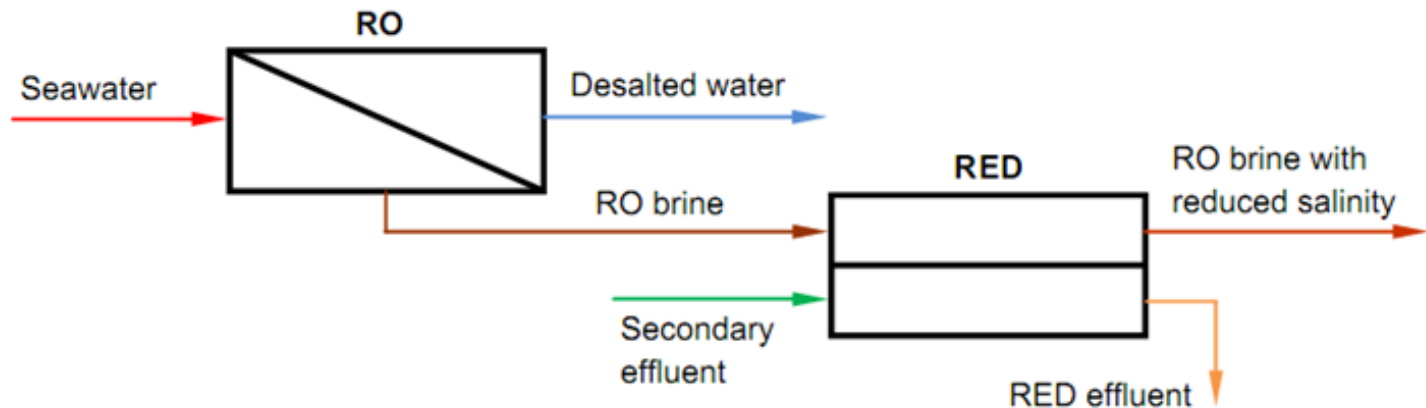 RO
Seawater
Desalted water
RED
RO brine with
reduced salinity
RO brine
Secondary
effluent
RED effluent